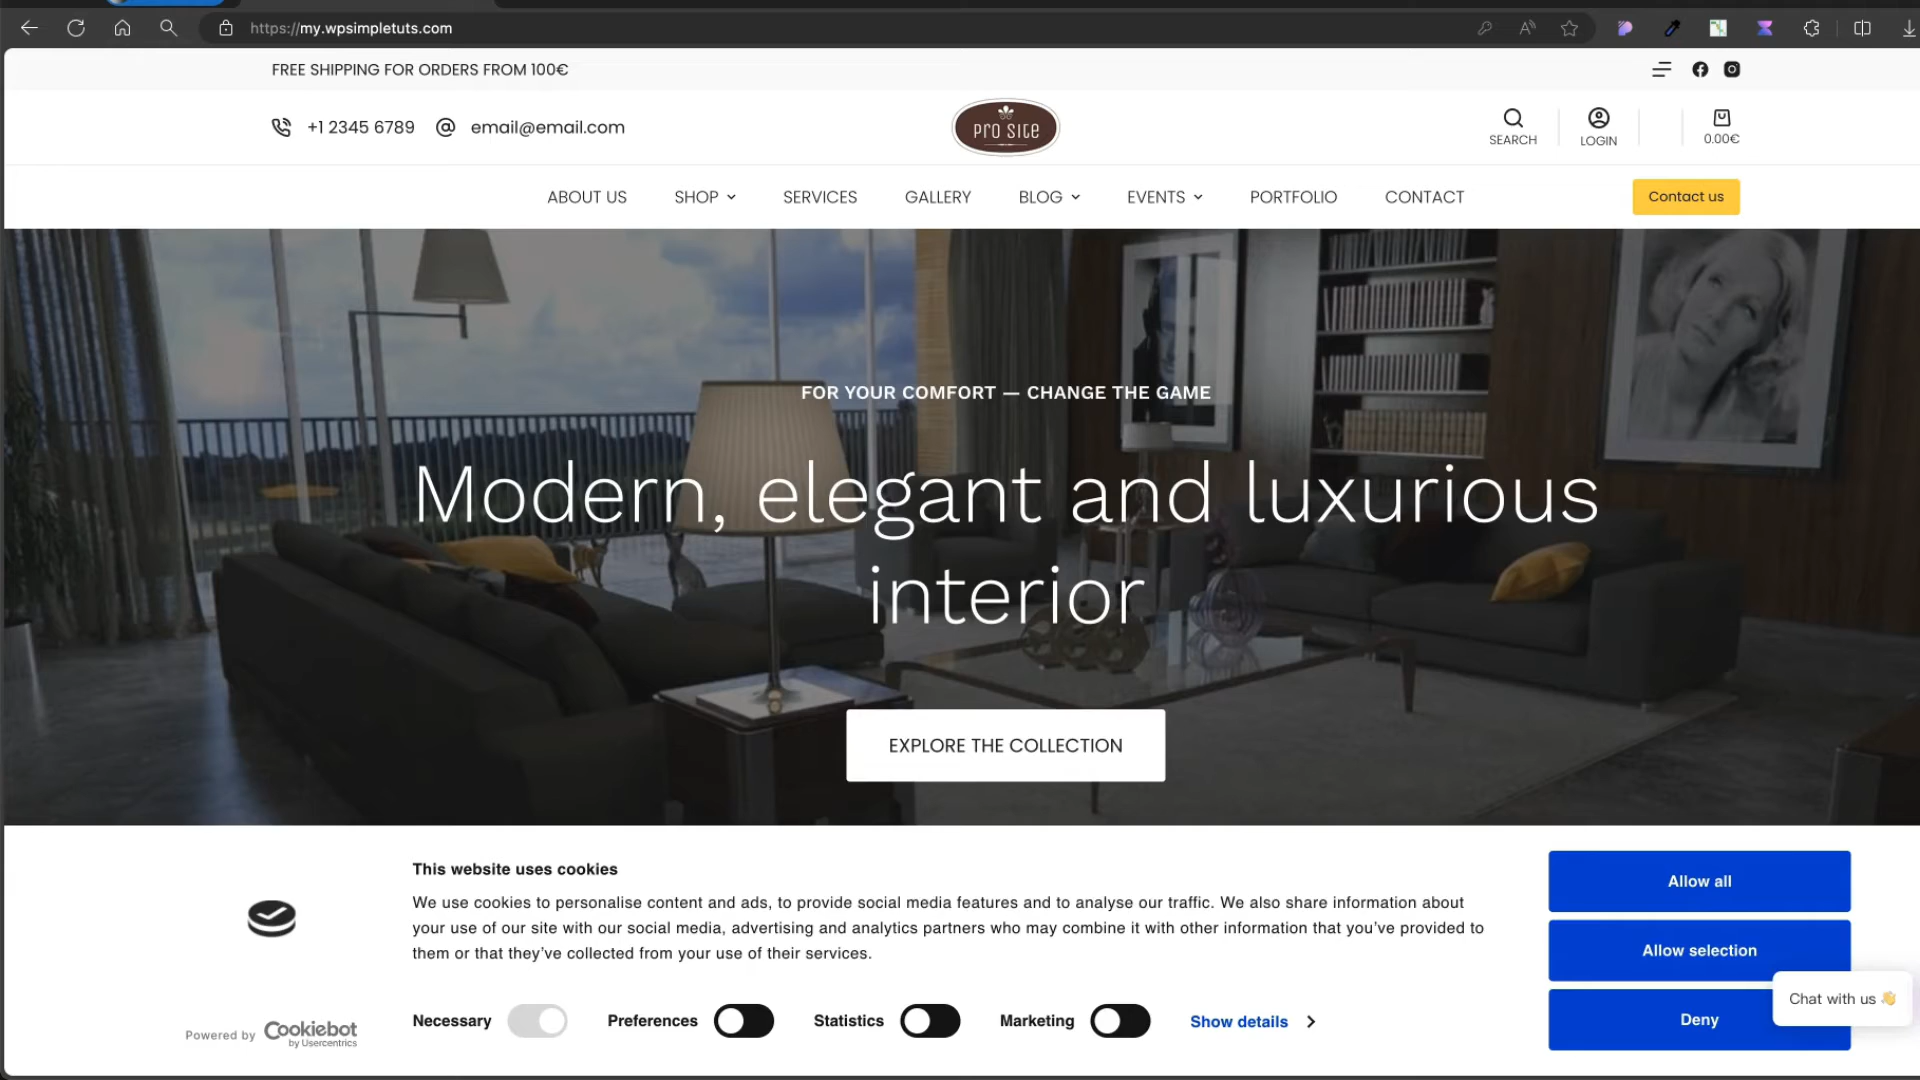 https://my.wpsimpletuts.com
FREE SHIPPING FOR ORDERS FROM 100€
+1 2345 6789 email@email.com
Pro Site
SEARCH LOGIN 0.00€
ABOUT US SHOP SERVICES GALLERY BLOG EVENTS PORTFOLIO CONTACT Contact us
FOR YOUR COMFORT — CHANGE THE GAME
Modern, elegant and luxurious
interior
EXPLORE THE COLLECTION
This website uses cookies
We use cookies to personalise content and ads, to provide social media features and to analyse our traffic. We also share information about
your use of our site with our social media, advertising and analytics partners who may combine it with other information that you’ve provided to
them or that they’ve collected from your use of their services.
Necessary Preferences Statistics Marketing Show details
Powered by Cookiebot
by Usercentrics
Allow all
Allow selection
Deny
Chat with us 👋